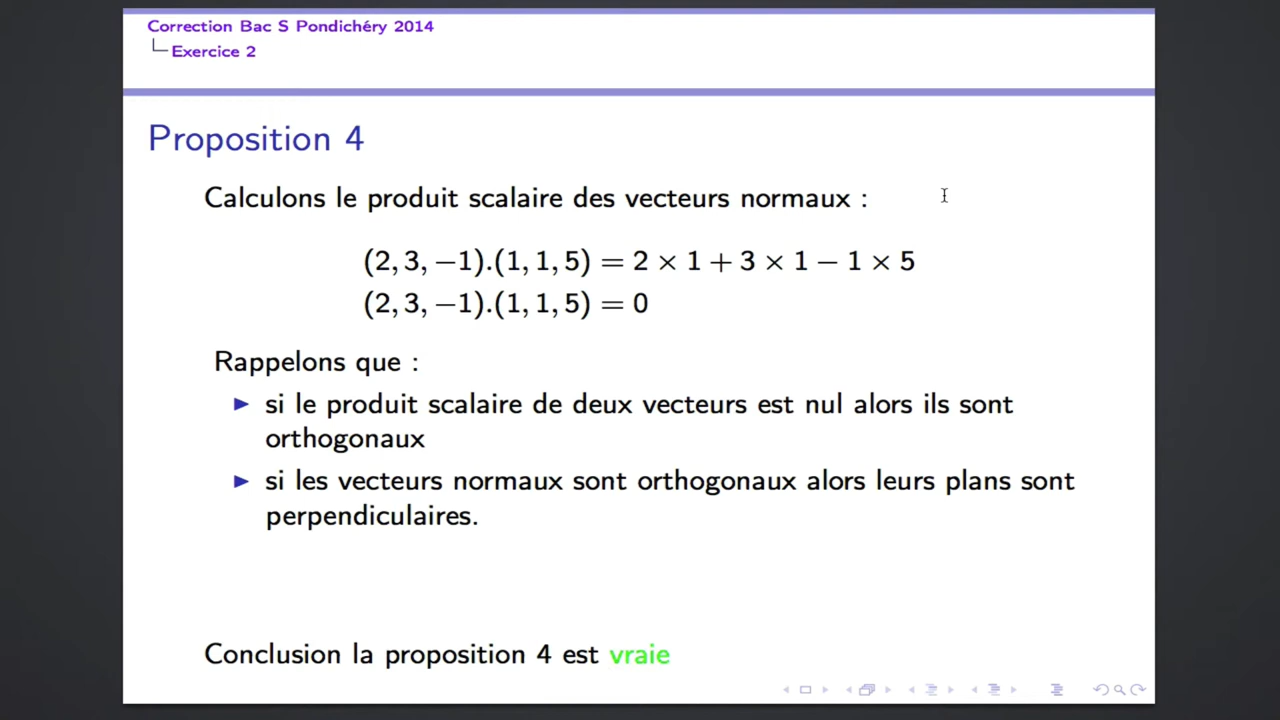 Correction Bac S Pondichéry 2014
Exercice 2
Proposition 4
Calculons le produit scalaire des vecteurs normaux :
(2, 3, −1).(1, 1, 5) = 2 × 1 + 3 × 1 − 1 × 5
(2, 3, −1).(1, 1, 5) = 0
Rappelons que :
si le produit scalaire de deux vecteurs est nul alors ils sont
orthogonaux
si les vecteurs normaux sont orthogonaux alors leurs plans sont
perpendiculaires.
Conclusion la proposition 4 est vraie